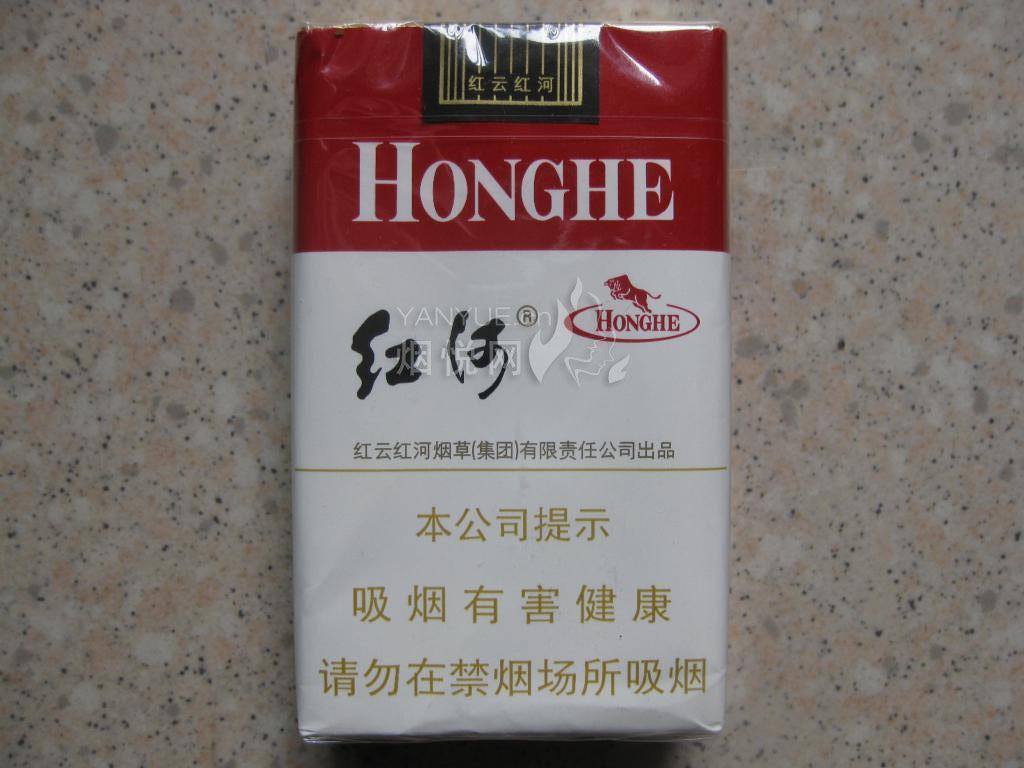 红云红河
HONGHE
YANYUE.cn
红河®
HONGHE
烟悦网
红云红河烟草(集团)有限责任公司出品
本公司提示
吸烟有害健康
请勿在禁烟场所吸烟